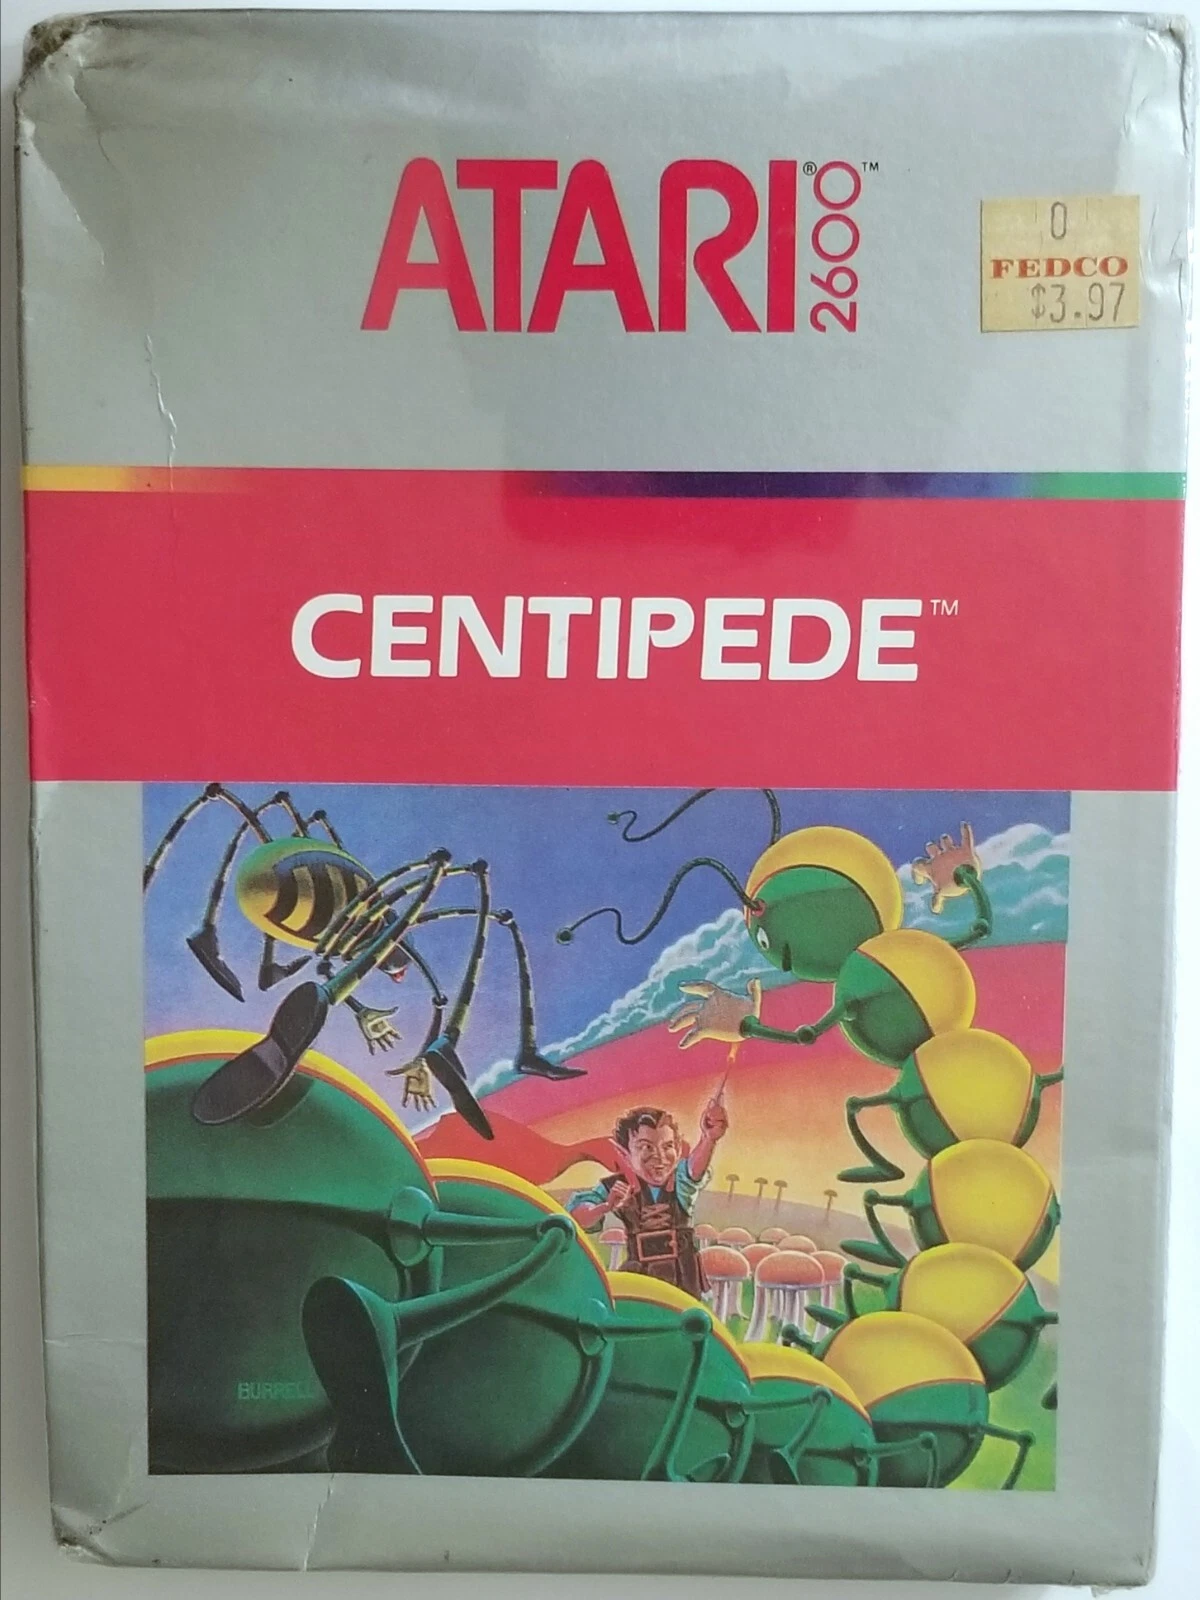 ATARI® 2600™
0
FEDCO
$3.97
CENTIPEDE™
BURRELL